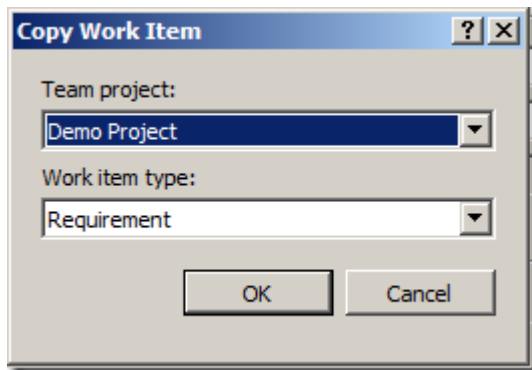 Copy Work Item
Team project:
Demo Project
Work item type:
Requirement
OK Cancel